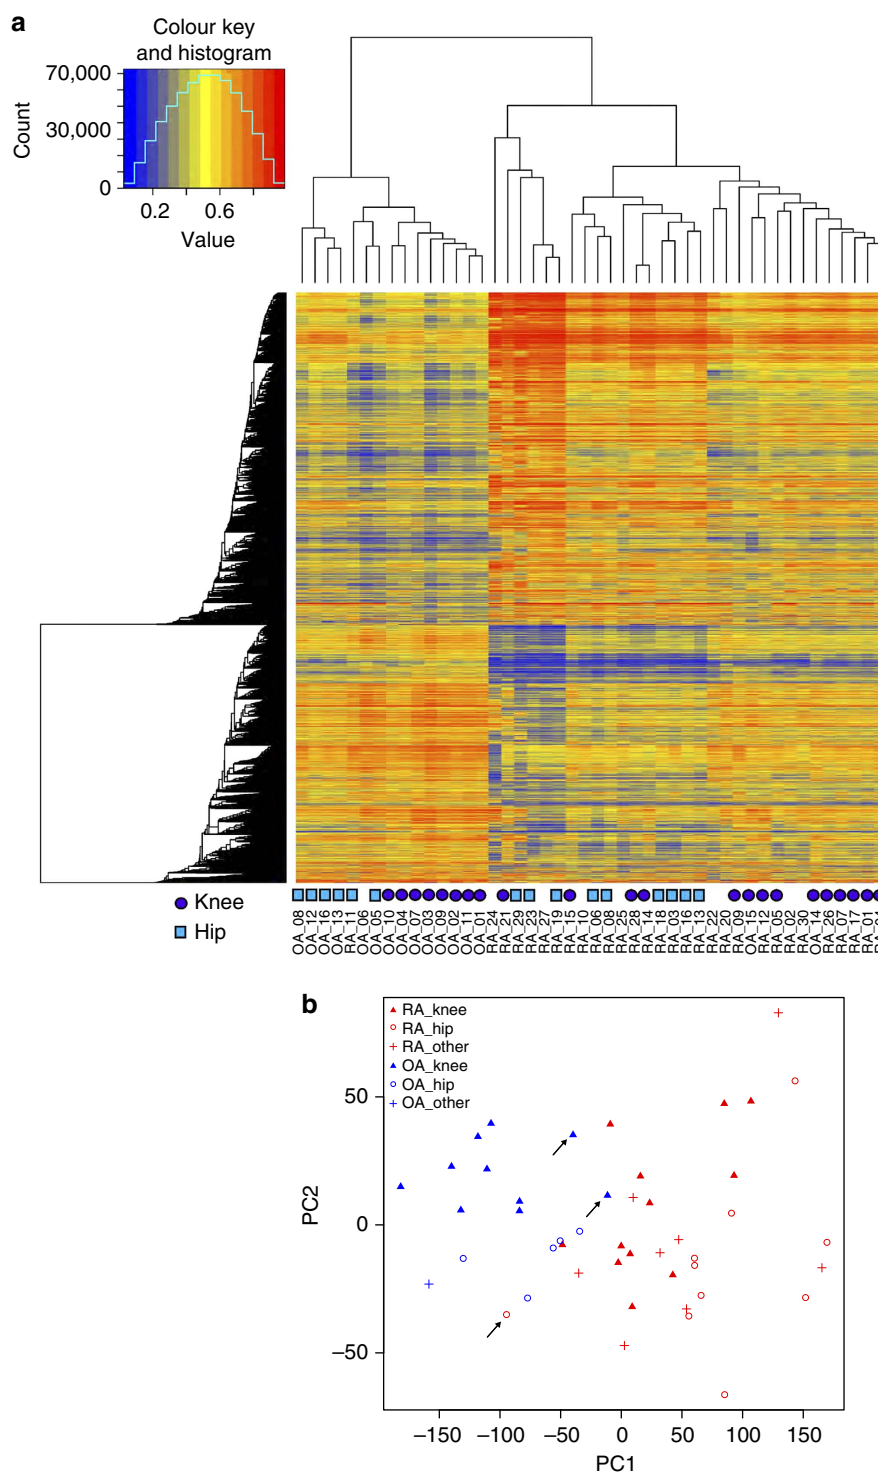 a
Colour key
and histogram
Count
70,000
30,000
0
0.2 0.6
Value
Knee
Hip
OA_08
OA_12
OA_16
OA_13
RA_11
OA_06
OA_05
OA_10
OA_04
OA_07
OA_03
OA_09
OA_02
OA_11
OA_01
RA_24
RA_21
RA_29
RA_23
RA_27
RA_19
RA_15
RA_10
RA_06
RA_08
RA_25
RA_28
RA_14
RA_18
RA_03
RA_16
RA_13
RA_22
RA_20
RA_09
OA_15
RA_12
RA_05
RA_02
RA_30
OA_14
RA_26
RA_07
RA_17
RA_01
b
RA_knee
RA_hip
RA_other
OA_knee
OA_hip
OA_other
PC2
50
0
−50
−150 −100 −50 0 50 100 150
PC1